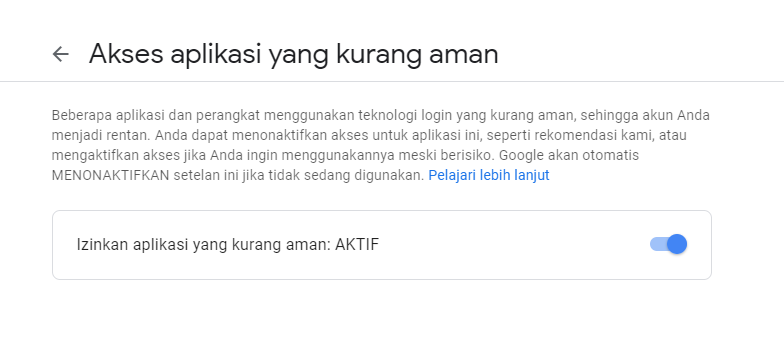 Akses aplikasi yang kurang aman
Beberapa aplikasi dan perangkat menggunakan teknologi login yang kurang aman, sehingga akun Anda
menjadi rentan. Anda dapat menonaktifkan akses untuk aplikasi ini, seperti rekomendasi kami, atau
mengaktifkan akses jika Anda ingin menggunakannya meski berisiko. Google akan otomatis
MENONAKTIFKAN setelan ini jika tidak sedang digunakan. Pelajari lebih lanjut
Izinkan aplikasi yang kurang aman: AKTIF